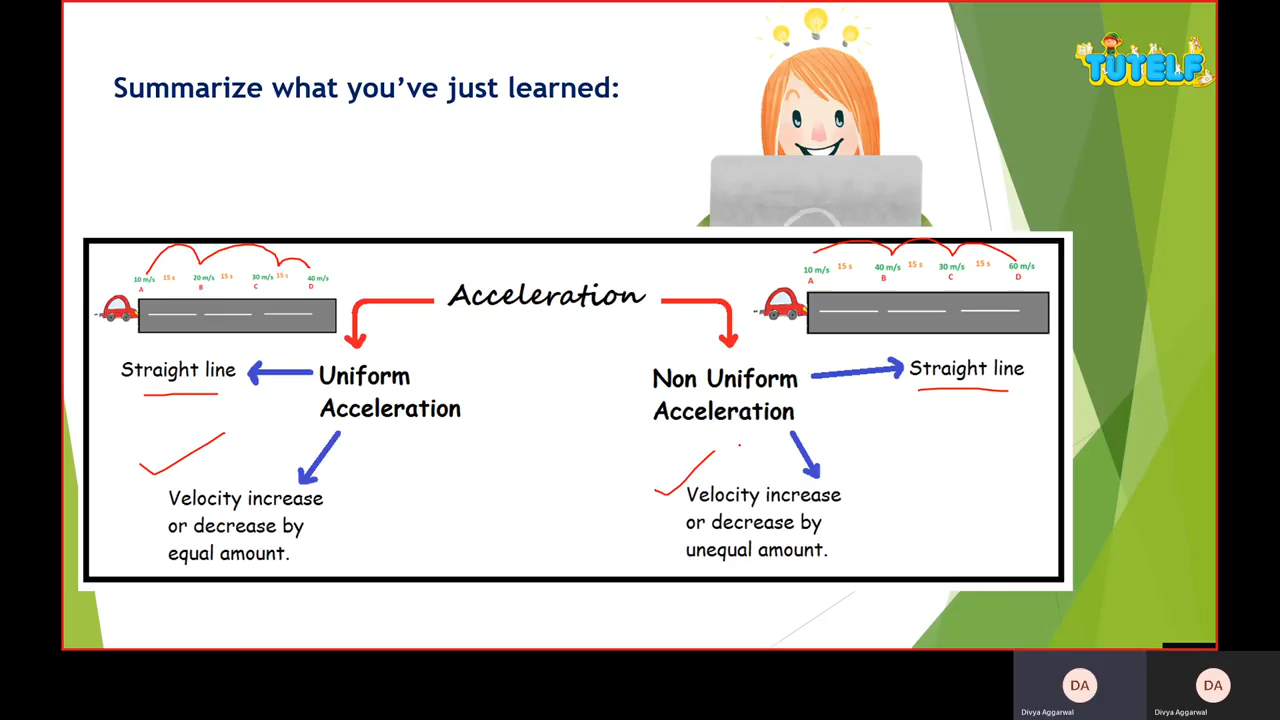 Summarize what you've just learned:
TUTELF
10 m/s 15 s 20 m/s 15 s 30 m/s 15 s 40 m/s
A B C D
10 m/s 15 s 40 m/s 15 s 30 m/s 15 s 60 m/s
A B C D
Acceleration
Straight line
Uniform
Acceleration
Non Uniform
Acceleration
Straight line
Velocity increase
or decrease by
equal amount.
Velocity increase
or decrease by
unequal amount.
DA
Divya Aggarwal
DA
Divya Aggarwal